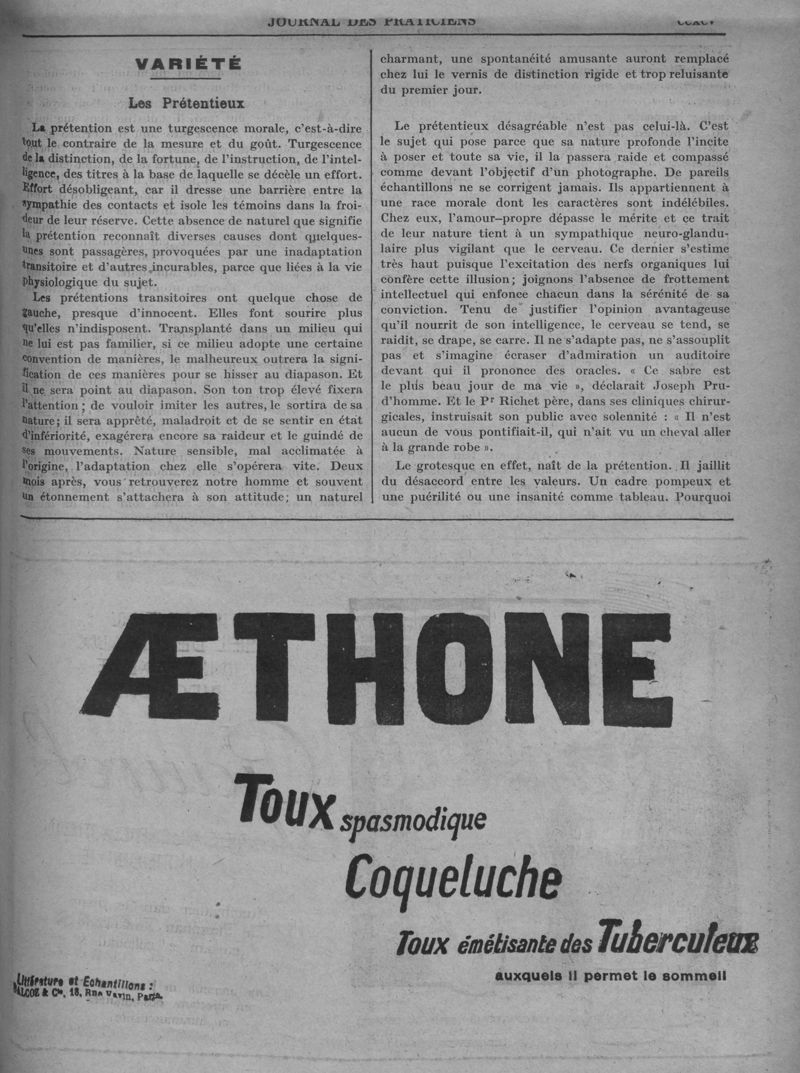 JOURNAL DES PRATICIENS
VARIÉTÉ
Les Prétentieux
La prétention est une turgescence morale, c'est-à-dire
tout le contraire de la mesure et du goût. Turgescence
de la distinction, de la fortune, de l'instruction, de l'intel-
ligence, des titres à la base de laquelle se décèle un effort.
Effort désobligeant, car il dresse une barrière entre la
sympathie des contacts et isole les témoins dans la froi-
deur de leur réserve. Cette absence de naturel que signifie
la prétention reconnaît diverses causes dont quelques-
unes sont passagères, provoquées par une inadaptation
transitoire et d'autres incurables, parce que liées à la vie
physiologique du sujet.
Les prétentions transitoires ont quelque chose de
gauche, presque d'innocent. Elles font sourire plus
qu'elles n'indisposent. Transplanté dans un milieu qui
ne lui est pas familier, si ce milieu adopte une certaine
convention de manières, le malheureux outrera la signi-
fication de ces manières pour se hisser au diapason. Et
il ne sera point au diapason. Son ton trop élevé fixera
l'attention ; de vouloir imiter les autres, le sortira de sa
nature ; il sera apprêté, maladroit et de se sentir en état
d'infériorité, exagérera encore sa raideur et le guindé de
ses mouvements. Nature sensible, mal acclimatée à
l'origine, l'adaptation chez elle s'opérera vite. Deux
mois après, vous retrouverez notre homme et souvent
un étonnement s'attachera à son attitude ; un naturel
charmant, une spontanéité amusante auront remplacé
chez lui le vernis de distinction rigide et trop reluisante
du premier jour.
Le prétentieux désagréable n'est pas celui-là. C'est
le sujet qui pose parce que sa nature profonde l'incite
à poser et toute sa vie, il la passera raide et compassé
comme devant l'objectif d'un photographe. De pareils
échantillons ne se corrigent jamais. Ils appartiennent à
une race morale dont les caractères sont indélébiles.
Chez eux, l'amour-propre dépasse le mérite et ce trait
de leur nature tient à un sympathique neuro-glandu-
laire plus vigilant que le cerveau. Ce dernier s'estime
très haut puisque l'excitation des nerfs organiques lui
confère cette illusion ; joignons l'absence de frottement
intellectuel qui enfonce chacun dans la sérénité de sa
conviction. Tenu de justifier l'opinion avantageuse
qu'il nourrit de son intelligence, le cerveau se tend, se
raidit, se drape, se carre. Il ne s'adapte pas, ne s'assouplit
pas et s'imagine écraser d'admiration un auditoire
devant qui il prononce des oracles. « Ce sabre est
le plus beau jour de ma vie », déclarait Joseph Pru-
d'homme. Et le Pr Richet père, dans ses cliniques chirur-
gicales, instruisait son public avec solennité : « Il n'est
aucun de vous pontifiait-il, qui n'ait vu un cheval aller
à la grande robe ».
Le grotesque en effet, naît de la prétention. Il jaillit
du désaccord entre les valeurs. Un cadre pompeux et
une puérilité ou une insanité comme tableau. Pourquoi
ÆTHONE
Toux spasmodique
Coqueluche
Toux émétisante des Tuberculeux
auxquels il permet le sommeil
Littérature et Echantillons :
FALCOZ & Cie, 18, Rue Vavin, Paris.